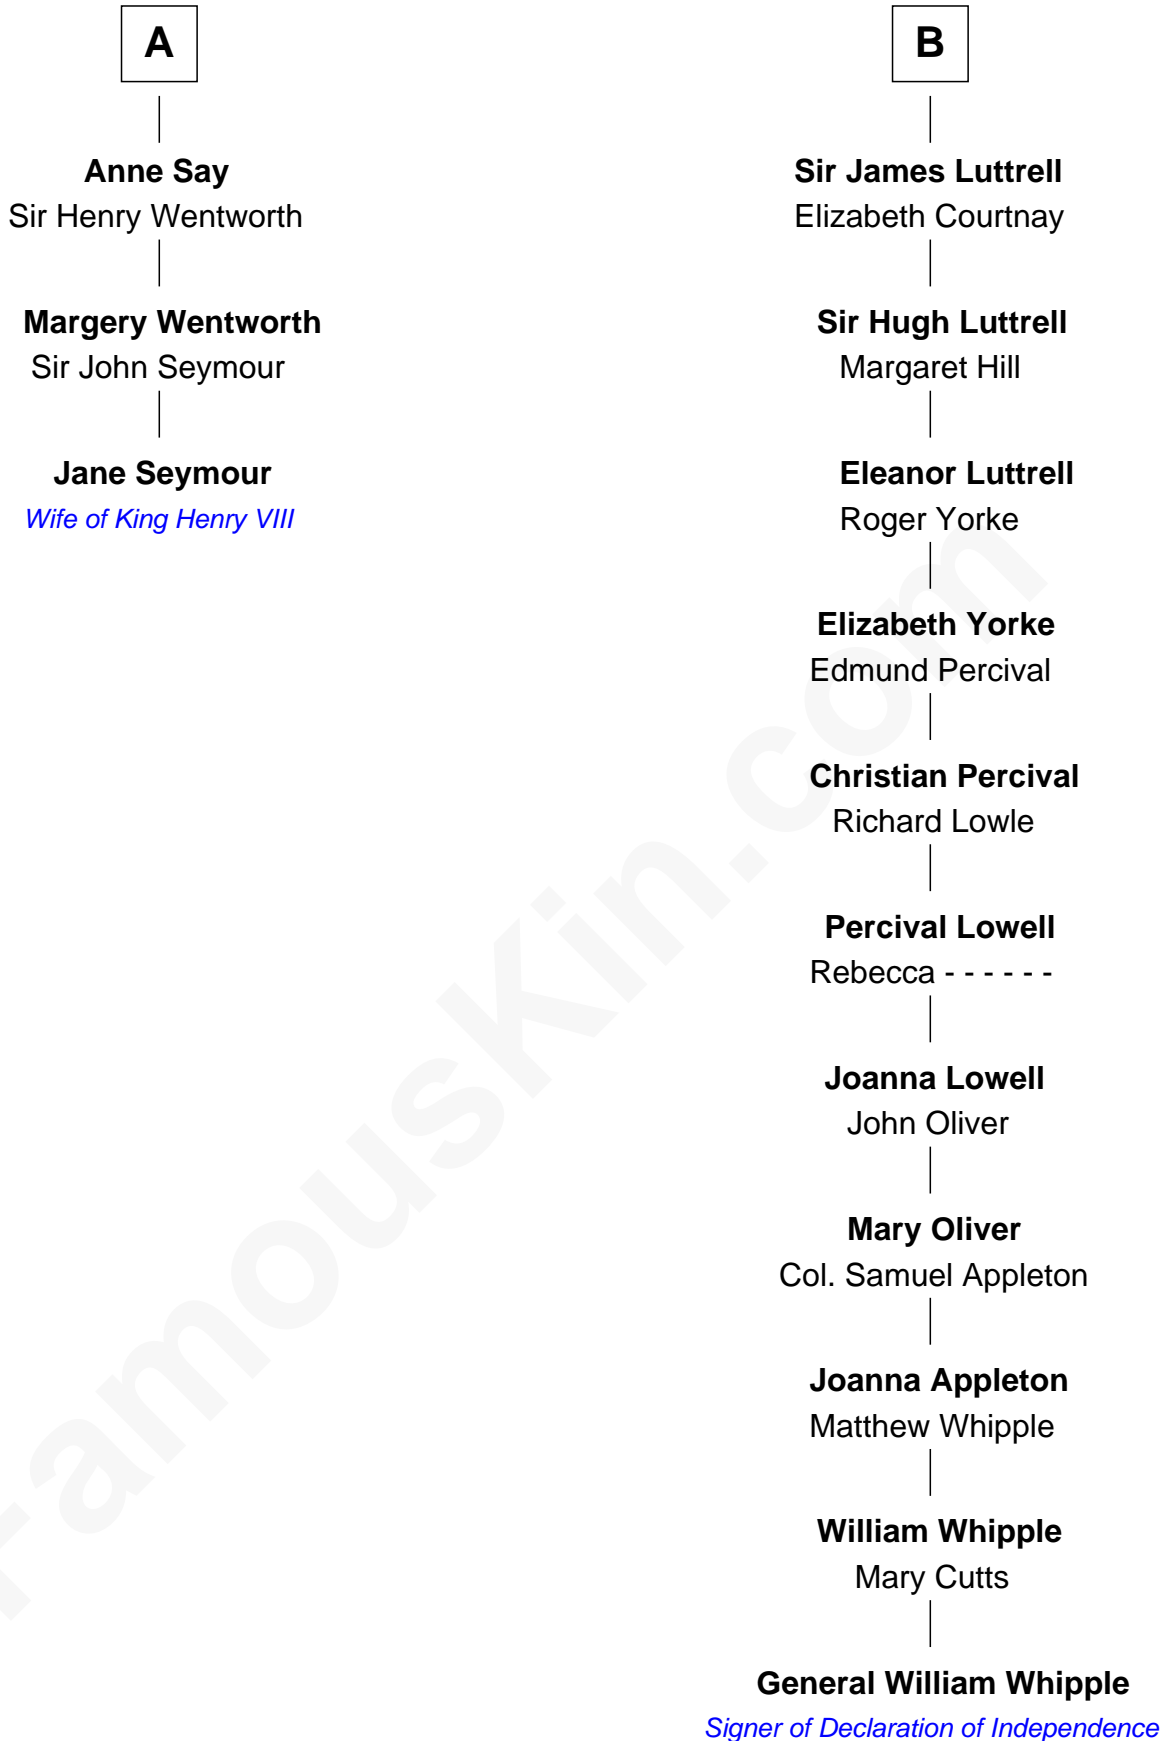 A
Anne Say
Sir Henry Wentworth
Margery Wentworth
Sir John Seymour
Jane Seymour
Wife of King Henry VIII
B
Sir James Luttrell
Elizabeth Courtnay
Sir Hugh Luttrell
Margaret Hill
Eleanor Luttrell
Roger Yorke
Elizabeth Yorke
Edmund Percival
Christian Percival
Richard Lowle
Percival Lowell
Rebecca - - - - - -
Joanna Lowell
John Oliver
Mary Oliver
Col. Samuel Appleton
Joanna Appleton
Matthew Whipple
William Whipple
Mary Cutts
General William Whipple
Signer of Declaration of Independence
FamousKin.com